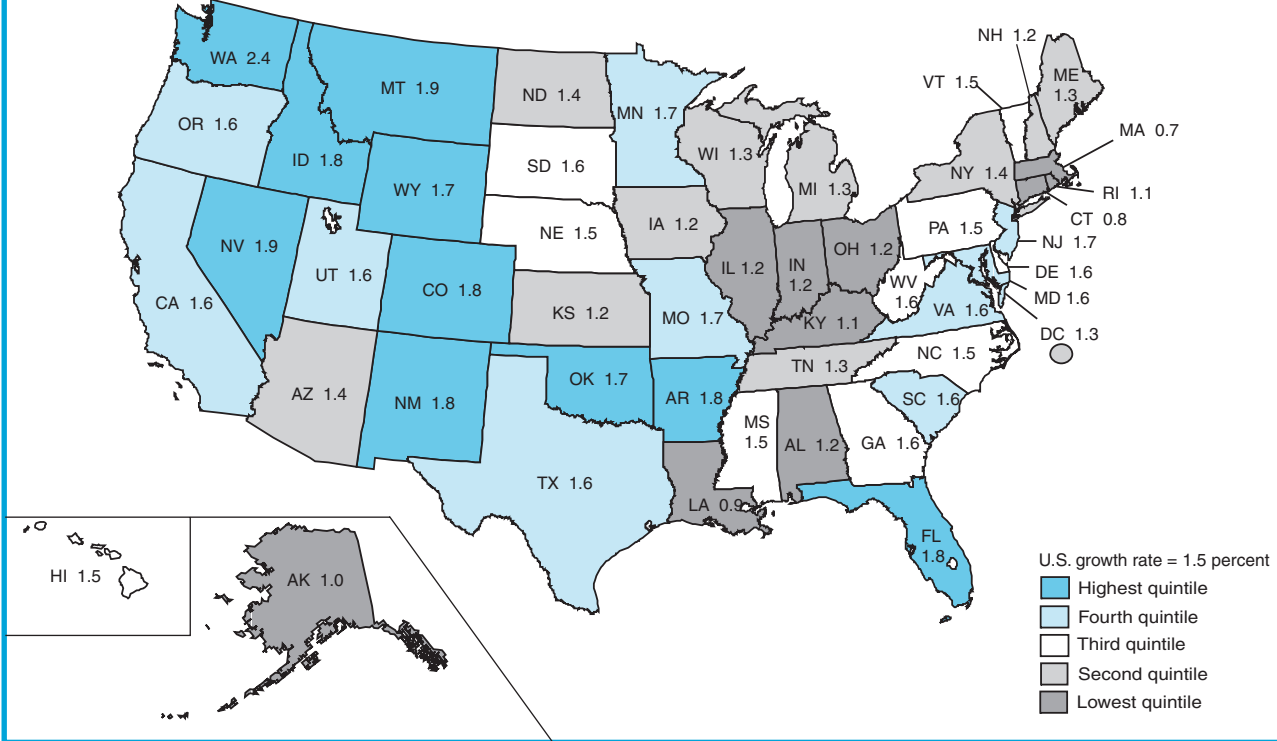 WA 2.4
MT 1.9
ND 1.4
MN 1.7
OR 1.6
ID 1.8
WY 1.7
SD 1.6
WI 1.3
MI 1.3
NH 1.2
VT 1.5
ME
1.3
MA 0.7
NY 1.4
RI 1.1
CT 0.8
NV 1.9
UT 1.6
CO 1.8
NE 1.5
IA 1.2
IL 1.2
IN
1.2
OH 1.2
PA 1.5
NJ 1.7
DE 1.6
MD 1.6
DC 1.3
CA 1.6
KS 1.2
MO 1.7
KY 1.1
WV
1.6
VA 1.6
AZ 1.4
NM 1.8
OK 1.7
AR 1.8
TN 1.3
NC 1.5
SC 1.6
TX 1.6
LA 0.9
MS
1.5
AL 1.2
GA 1.6
FL
1.8
HI 1.5
AK 1.0
U.S. growth rate = 1.5 percent
Highest quintile
Fourth quintile
Third quintile
Second quintile
Lowest quintile